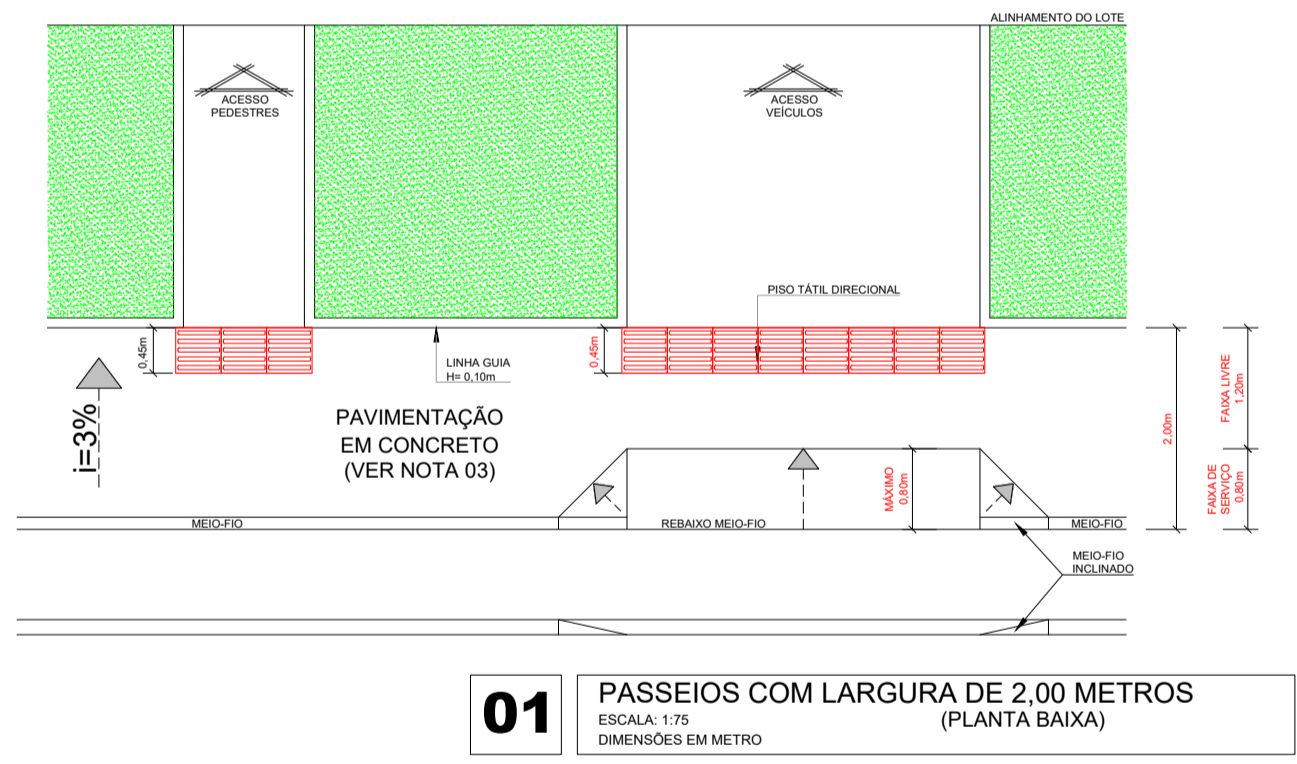 ALINHAMENTO DO LOTE
ACESSO
PEDESTRES
ACESSO
VEÍCULOS
PISO TÁTIL DIRECIONAL
0,45m
LINHA GUIA
H= 0,10m
0,45m
i=3%
PAVIMENTAÇÃO
EM CONCRETO
(VER NOTA 03)
MÁXIMO
0,80m
2,00m
FAIXA LIVRE
1,20m
FAIXA DE
SERVIÇO
0,80m
MEIO-FIO
REBAIXO MEIO-FIO
MEIO-FIO
MEIO-FIO
INCLINADO
01
PASSEIOS COM LARGURA DE 2,00 METROS
ESCALA: 1:75
(PLANTA BAIXA)
DIMENSÕES EM METRO